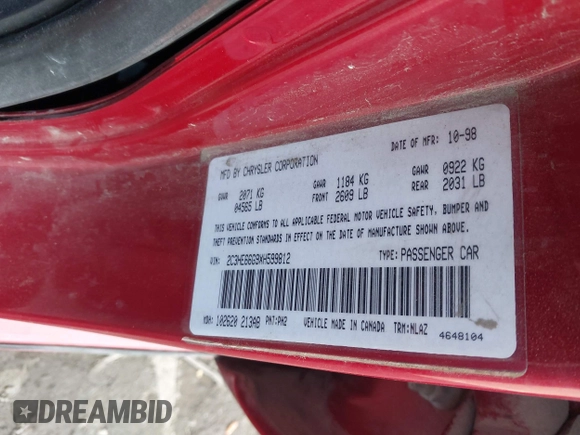 MFD BY CHRYSLER CORPORATION DATE OF MFR: 10-98
GVWR 2071 KG GAWR 1184 KG GAWR 0922 KG
04565 LB FRONT 2609 LB REAR 2031 LB
THIS VEHICLE CONFORMS TO ALL APPLICABLE FEDERAL MOTOR VEHICLE SAFETY, BUMPER AND
THEFT PREVENTION STANDARDS IN EFFECT ON THE DATE OF MANUFACTURE SHOWN ABOVE.
VIN: 2C3HE66G9XH599812 TYPE: PASSENGER CAR
MDH: 102620 213AB PNT: PH2 VEHICLE MADE IN CANADA TRM: NLAZ
4648104
DREAMBID